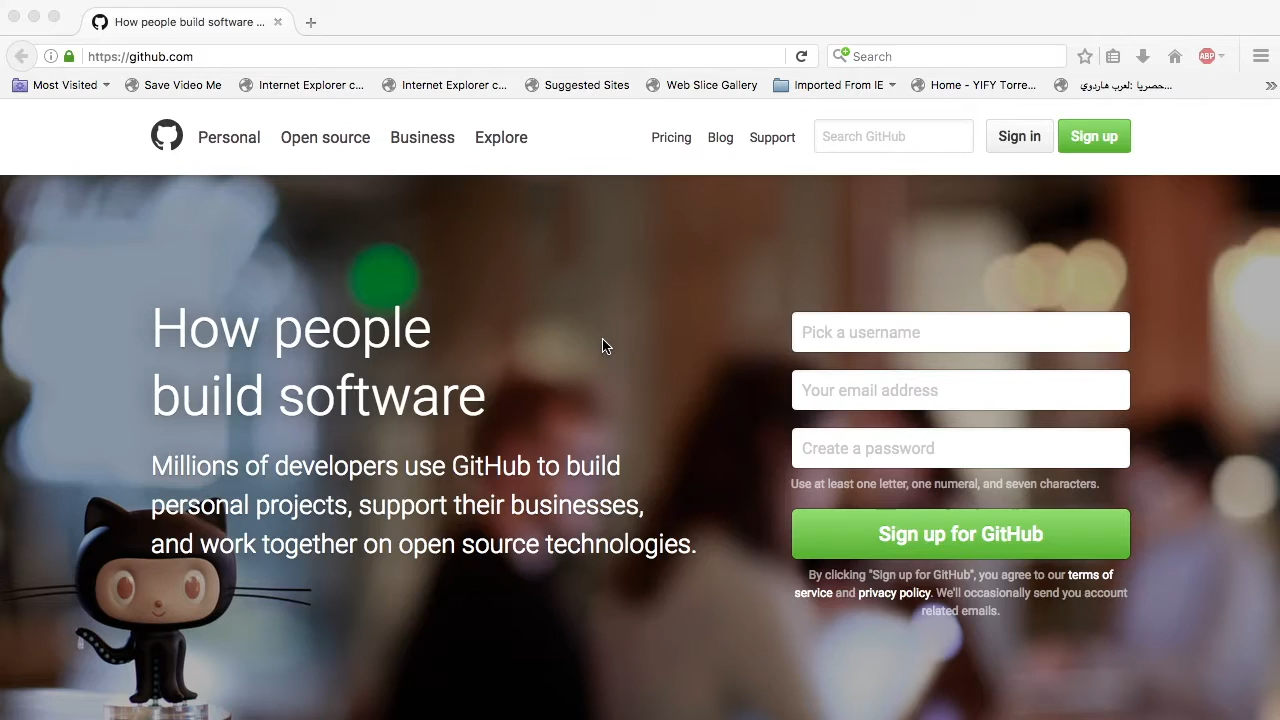 How people build software ...
https://github.com
Search
ABP
Most Visited
Save Video Me
Internet Explorer c...
Internet Explorer c...
Suggested Sites
Web Slice Gallery
Imported From IE
Home - YIFY Torre...
حصريا :لعرب هاردوي...
Personal
Open source
Business
Explore
Pricing
Blog
Support
Search GitHub
Sign in
Sign up
How people
build software
Millions of developers use GitHub to build
personal projects, support their businesses,
and work together on open source technologies.
Pick a username
Your email address
Create a password
Use at least one letter, one numeral, and seven characters.
Sign up for GitHub
By clicking "Sign up for GitHub", you agree to our terms of
service and privacy policy. We'll occasionally send you account
related emails.